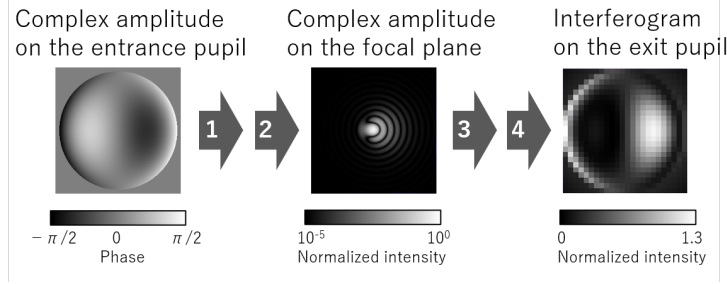 Complex amplitude
on the entrance pupil
Complex amplitude
on the focal plane
Interferogram
on the exit pupil
1
2
3
4
− π/2 0 π/2
Phase
10⁻⁵ 10⁰
Normalized intensity
0 1.3
Normalized intensity